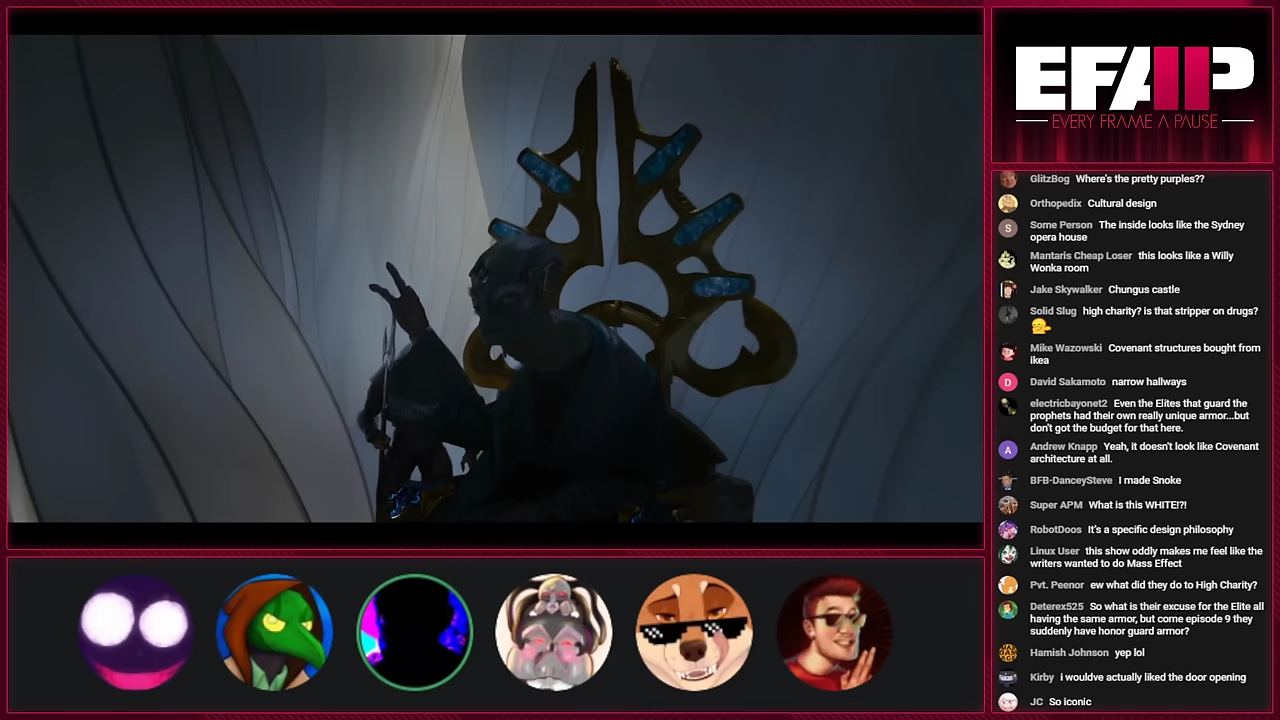 EFAP
EVERY FRAME A PAUSE
GlitzBog Where's the pretty purples??
Orthopedix Cultural design
S
Some Person The inside looks like the Sydney
opera house
Mantaris Cheap Loser this looks like a Willy
Wonka room
Jake Skywalker Chungus castle
Solid Slug high charity? is that stripper on drugs?
Mike Wazowski Covenant structures bought from
ikea
D
David Sakamoto narrow hallways
electricbayonet2 Even the Elites that guard the
prophets had their own really unique armor...but
don't got the budget for that here.
A
Andrew Knapp Yeah, it doesn't look like Covenant
architecture at all.
BFB-DanceySteve I made Snoke
Super APM What is this WHITE!?!
RobotDoos It's a specific design philosophy
Linux User this show oddly makes me feel like the
writers wanted to do Mass Effect
Pvt. Peenor ew what did they do to High Charity?
Deterex525 So what is their excuse for the Elite all
having the same armor, but come episode 9 they
suddenly have honor guard armor?
Hamish Johnson yep lol
Kirby i wouldve actually liked the door opening
JC So iconic